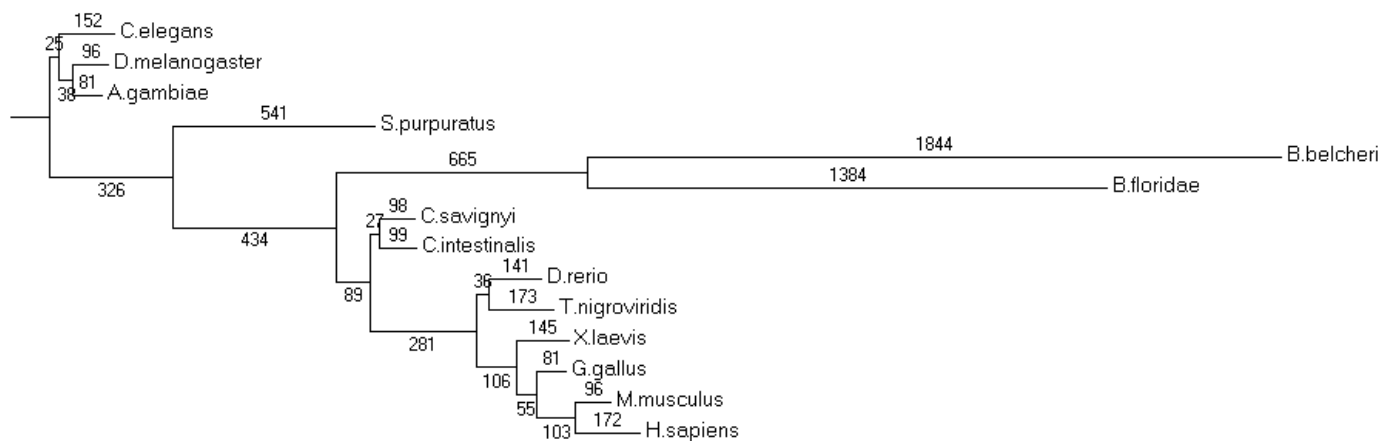 152 C.elegans
25
96 D.melanogaster
81
38 A.gambiae
541 S.purpuratus
1844 B.belcheri
665
1384 B.floridae
326
98 C.savignyi
27
434 99 C.intestinalis
141 D.rerio
36
89 173 T.nigroviridis
145 X.laevis
281
81 G.gallus
106
96 M.musculus
55
172 H.sapiens
103